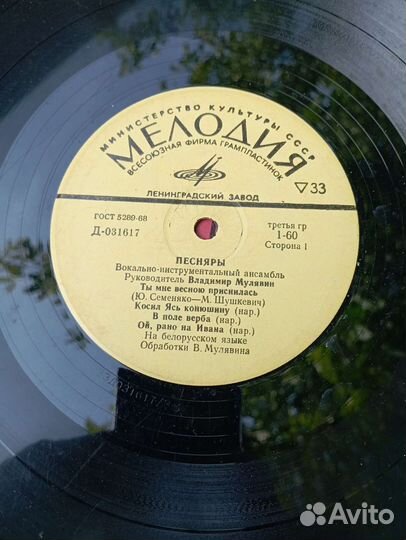 МИНИСТЕРСТВО КУЛЬТУРЫ СССР
МЕЛОДИЯ
ВСЕСОЮЗНАЯ ФИРМА ГРАМПЛАСТИНОК
ЛЕНИНГРАДСКИЙ ЗАВОД
▽33
ГОСТ 5289-68
Д-031617
третья гр
1-60
Сторона 1
ПЕСНЯРЫ
Вокально-инструментальный ансамбль
Руководитель Владимир Мулявин
Ты мне весною приснилась
(Ю. Семеняко—М. Шушкевич)
Косил Ясь конюшину (нар.)
В поле верба (нар.)
Ой, рано на Ивана (нар.)
На белорусском языке
Обработки В. Мулявина
Avito